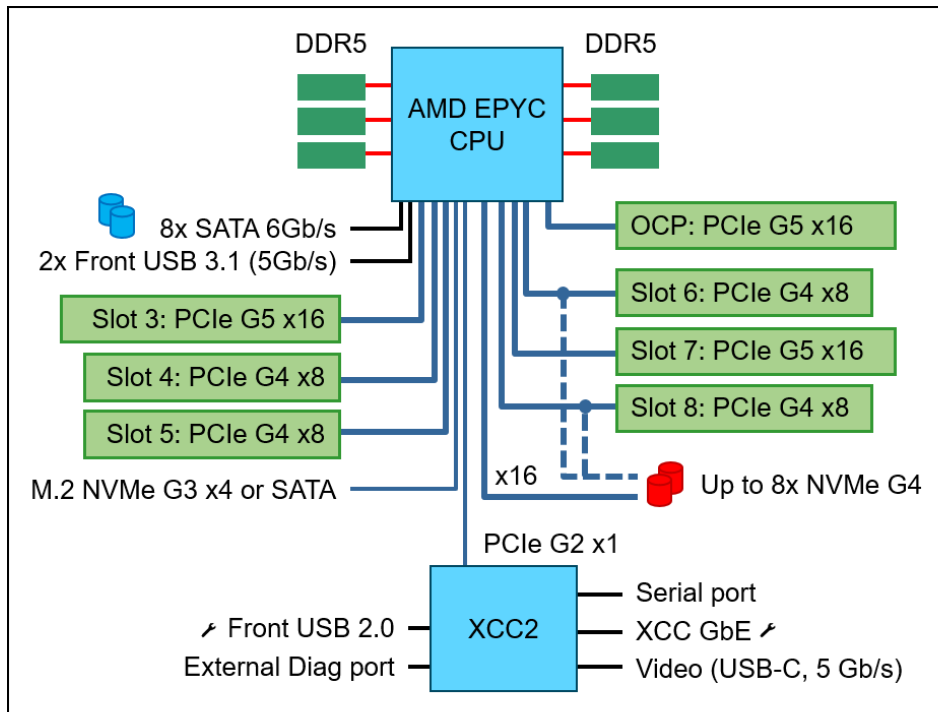 DDR5
DDR5
AMD EPYC
CPU
8x SATA 6Gb/s
2x Front USB 3.1 (5Gb/s)
OCP: PCIe G5 x16
Slot 3: PCIe G5 x16
Slot 4: PCIe G4 x8
Slot 5: PCIe G4 x8
Slot 6: PCIe G4 x8
Slot 7: PCIe G5 x16
Slot 8: PCIe G4 x8
M.2 NVMe G3 x4 or SATA
x16
Up to 8x NVMe G4
PCIe G2 x1
XCC2
Front USB 2.0
External Diag port
Serial port
XCC GbE
Video (USB-C, 5 Gb/s)